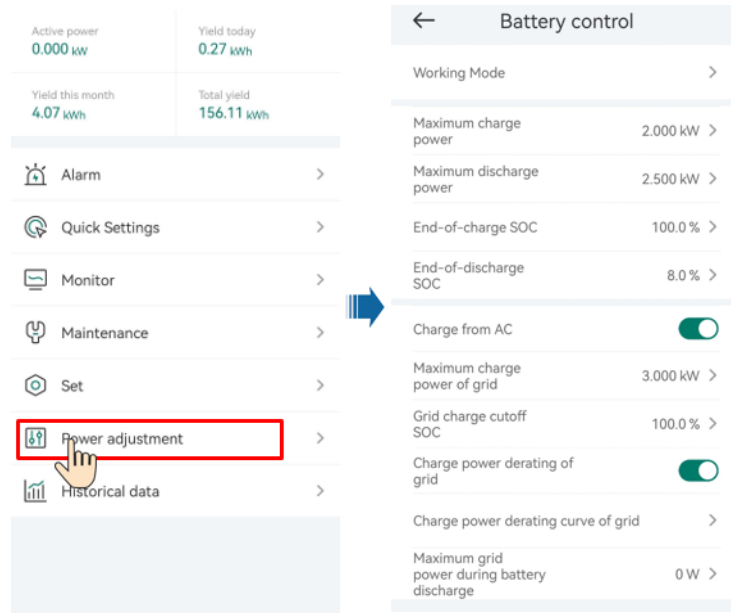 Active power
0.000 kW
Yield today
0.27 kWh
Yield this month
4.07 kWh
Total yield
156.11 kWh
Alarm
Quick Settings
Monitor
Maintenance
Set
Power adjustment
Historical data
Battery control
Working Mode
Maximum charge
power
2.000 kW
Maximum discharge
power
2.500 kW
End-of-charge SOC
100.0 %
End-of-discharge
SOC
8.0 %
Charge from AC
Maximum charge
power of grid
3.000 kW
Grid charge cutoff
SOC
100.0 %
Charge power derating of
grid
Charge power derating curve of grid
Maximum grid
power during battery
discharge
0 W